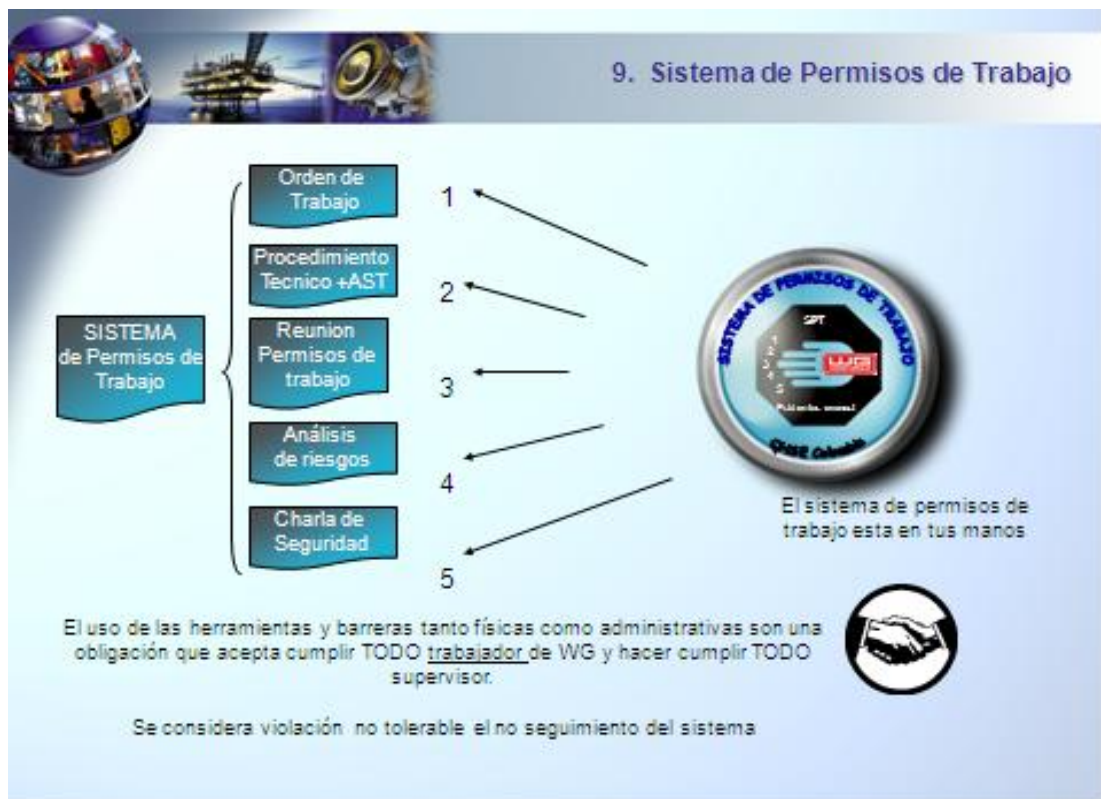 9. Sistema de Permisos de Trabajo
SISTEMA
de Permisos de
Trabajo
Orden de
Trabajo
1
Procedimiento
Tecnico +AST
2
Reunion
Permisos de
trabajo
3
Análisis
de riesgos
4
Charla de
Seguridad
5
SISTEMA DE PERMISOS DE TRABAJO
SPT
WG
Colombia
El sistema de permisos de
trabajo esta en tus manos
El uso de las herramientas y barreras tanto físicas como administrativas son una
obligación que acepta cumplir TODO trabajador de WG y hacer cumplir TODO
supervisor.
Se considera violación no tolerable el no seguimiento del sistema